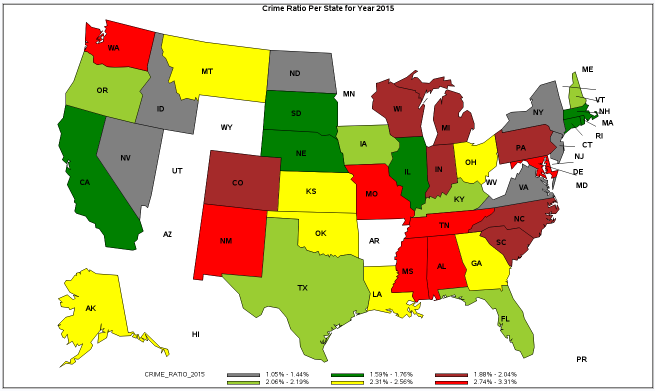 Crime Ratio Per State for Year 2015
WA
ME
MT
ND
MN
OR
VT
NH
ID
SD
WI
NY
MA
MI
RI
WY
IA
PA
CT
NE
NJ
NV
UT
IL
IN
OH
DE
CA
CO
WV
MD
VA
KS
MO
KY
NC
AZ
NM
OK
AR
TN
SC
MS
AL
GA
TX
LA
AK
FL
HI
PR
CRIME_RATIO_2015 1.05% - 1.44% 1.59% - 1.76% 1.88% - 2.04%
2.06% - 2.19% 2.31% - 2.56% 2.74% - 3.31%